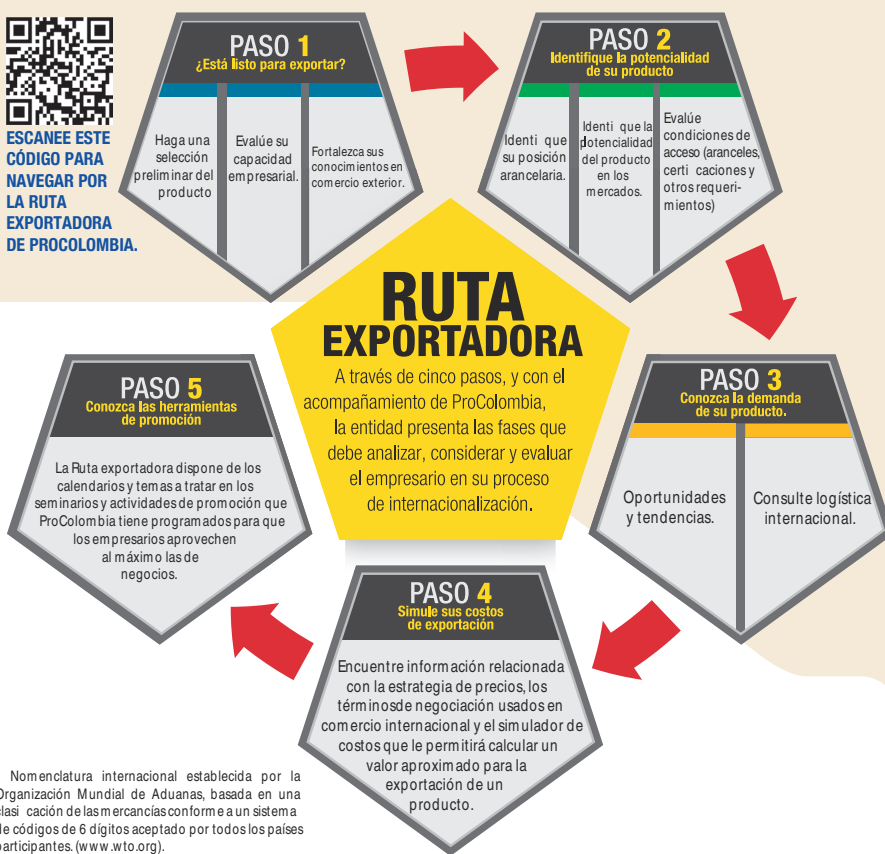 ESCANEE ESTE
CÓDIGO PARA
NAVEGAR POR
LA RUTA
EXPORTADORA
DE PROCOLOMBIA.
PASO 1
¿Está listo para exportar?
Haga una
selección
preliminar del
producto
Evalúe su
capacidad
empresarial.
Fortalezca sus
conocimientos en
comercio exterior.
PASO 2
Identifique la potencialidad
de su producto
Identi que
su posición
arancelaria.
Identi que la
potencialidad
del producto
en los
mercados.
Evalúe
condiciones de
acceso (aranceles,
certi caciones y
otros requeri-
mientos)
RUTA
EXPORTADORA
A través de cinco pasos, y con el
acompañamiento de ProColombia,
la entidad presenta las fases que
debe analizar, considerar y evaluar
el empresario en su proceso
de internacionalización.
PASO 3
Conozca la demanda
de su producto.
Oportunidades
y tendencias.
Consulte logística
internacional.
PASO 4
Simule sus costos
de exportación
Encuentre información relacionada
con la estrategia de precios, los
términosde negociación usados en
comercio internacional y el simulador de
costos que le permitirá calcular un
valor aproximado para la
exportación de un
producto.
PASO 5
Conozca las herramientas
de promoción
La Ruta exportadora dispone de los
calendarios y temas a tratar en los
seminarios y actividades de promoción que
ProColombia tiene programados para que
los empresarios aprovechen
al máximo las de
negocios.
Nomenclatura internacional establecida por la
Organización Mundial de Aduanas, basada en una
clasi cación de las mercancías conforme a un sistema
de códigos de 6 dígitos aceptado por todos los países
participantes. (www.wto.org).